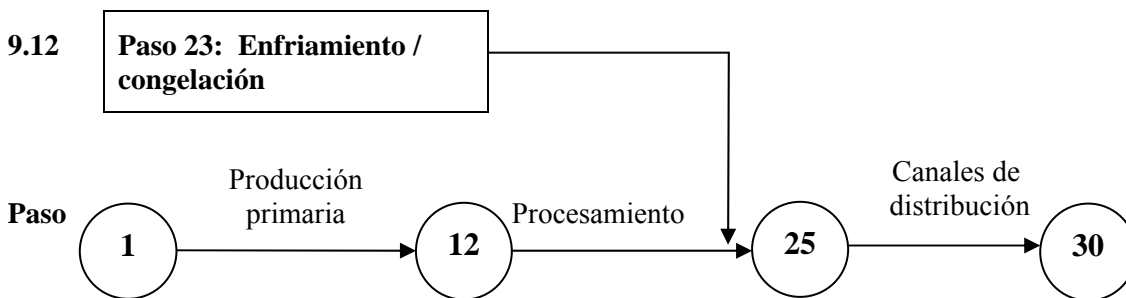 9.12 Paso 23: Enfriamiento /
congelación
Producción
primaria
Procesamiento
Canales de
distribución
Paso 1 12 25 30